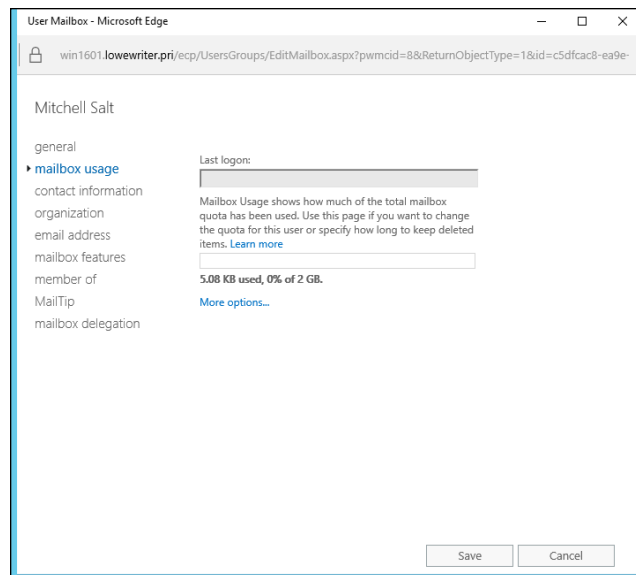 User Mailbox - Microsoft Edge
win1601.lowewriter.pri/ecp/UsersGroups/EditMailbox.aspx?pwmcid=8&ReturnObjectType=1&id=c5dfcac8-ea9e-
Mitchell Salt
general
mailbox usage
contact information
organization
email address
mailbox features
member of
MailTip
mailbox delegation
Last logon:
Mailbox Usage shows how much of the total mailbox
quota has been used. Use this page if you want to change
the quota for this user or specify how long to keep deleted
items. Learn more
5.08 KB used, 0% of 2 GB.
More options...
Save
Cancel